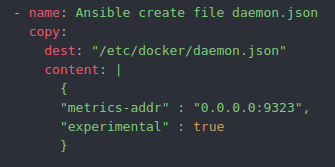 - name: Ansible create file daemon.json
  copy:
    dest: "/etc/docker/daemon.json"
    content: |
      {
      "metrics-addr" : "0.0.0.0:9323",
      "experimental" : true
      }